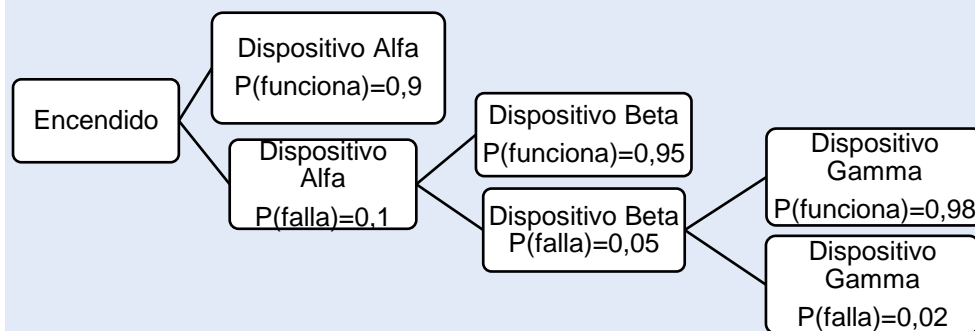 Encendido
Dispositivo Alfa
P(funciona)=0,9
Dispositivo
Alfa
P(falla)=0,1
Dispositivo Beta
P(funciona)=0,95
Dispositivo Beta
P(falla)=0,05
Dispositivo
Gamma
P(funciona)=0,98
Dispositivo
Gamma
P(falla)=0,02